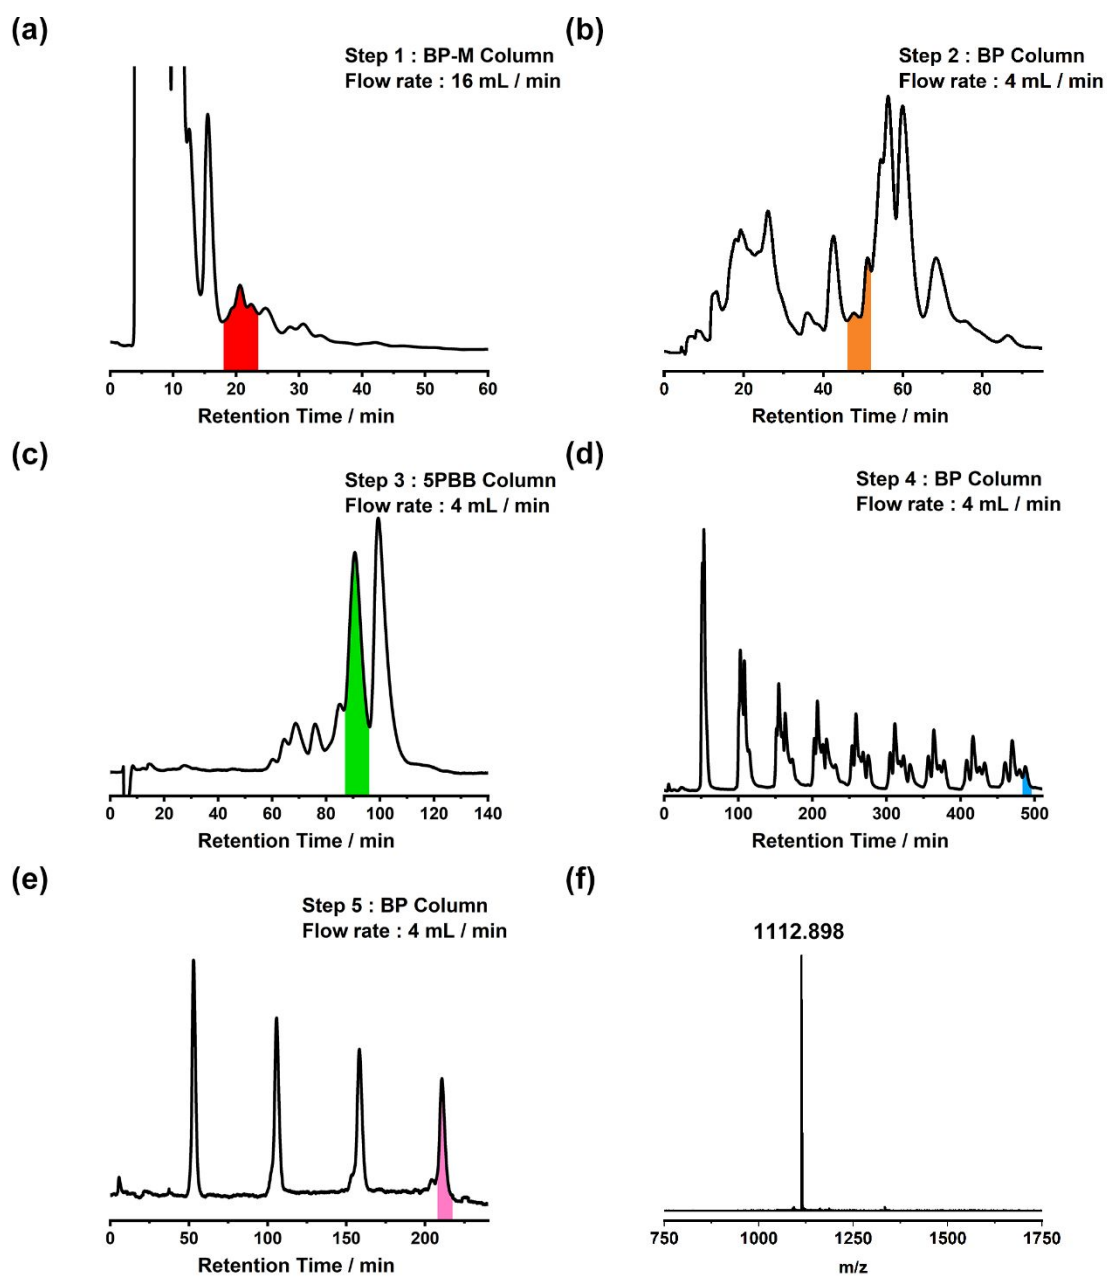 (a)
Step 1 : BP-M Column
Flow rate : 16 mL / min
0 10 20 30 40 50 60
Retention Time / min
(b)
Step 2 : BP Column
Flow rate : 4 mL / min
0 20 40 60 80
Retention Time / min
(c)
Step 3 : 5PBB Column
Flow rate : 4 mL / min
0 20 40 60 80 100 120 140
Retention Time / min
(d)
Step 4 : BP Column
Flow rate : 4 mL / min
0 100 200 300 400 500
Retention Time / min
(e)
Step 5 : BP Column
Flow rate : 4 mL / min
0 50 100 150 200
Retention Time / min
(f)
1112.898
750 1000 1250 1500 1750
m/z